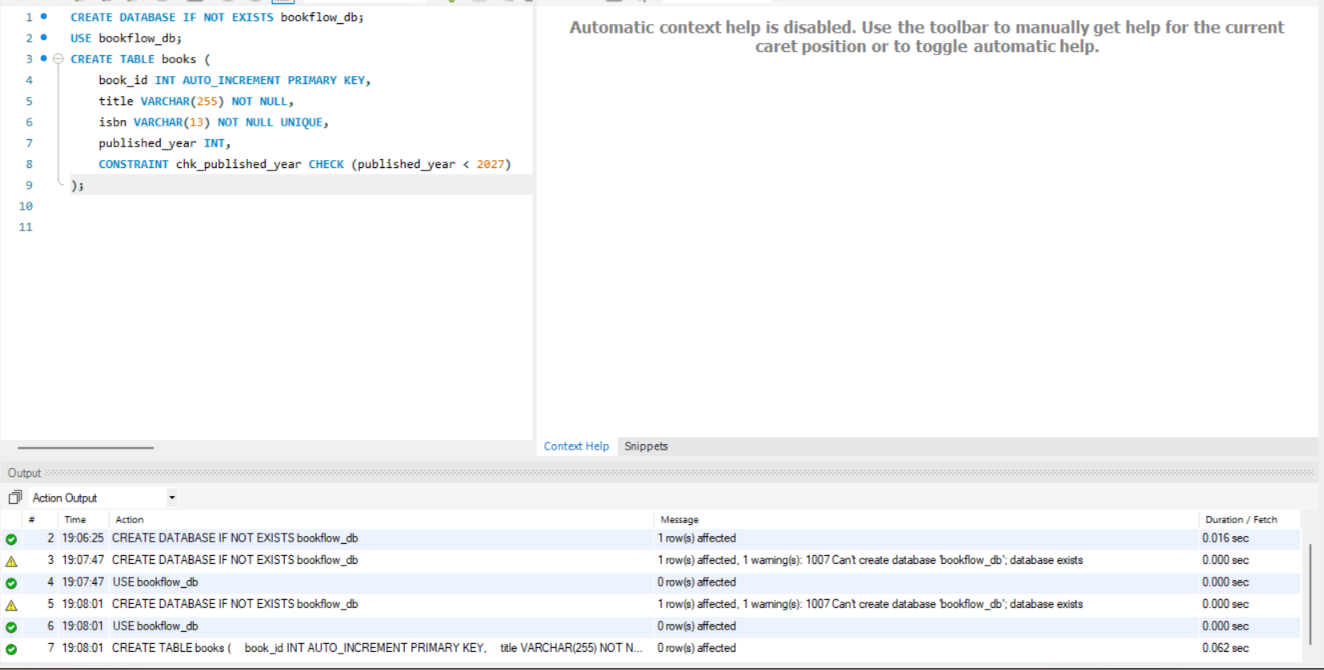 1 CREATE DATABASE IF NOT EXISTS bookflow_db;
2 USE bookflow_db;
3 CREATE TABLE books (
4 book_id INT AUTO_INCREMENT PRIMARY KEY,
5 title VARCHAR(255) NOT NULL,
6 isbn VARCHAR(13) NOT NULL UNIQUE,
7 published_year INT,
8 CONSTRAINT chk_published_year CHECK (published_year < 2027)
9 );
10
11
Automatic context help is disabled. Use the toolbar to manually get help for the current
caret position or to toggle automatic help.
Context Help Snippets
Output
Action Output
# Time Action Message Duration / Fetch
2 19:06:25 CREATE DATABASE IF NOT EXISTS bookflow_db 1 row(s) affected 0.016 sec
3 19:07:47 CREATE DATABASE IF NOT EXISTS bookflow_db 1 row(s) affected, 1 warning(s): 1007 Can't create database 'bookflow_db'; database exists 0.000 sec
4 19:07:47 USE bookflow_db 0 row(s) affected 0.000 sec
5 19:08:01 CREATE DATABASE IF NOT EXISTS bookflow_db 1 row(s) affected, 1 warning(s): 1007 Can't create database 'bookflow_db'; database exists 0.000 sec
6 19:08:01 USE bookflow_db 0 row(s) affected 0.000 sec
7 19:08:01 CREATE TABLE books ( book_id INT AUTO_INCREMENT PRIMARY KEY, title VARCHAR(255) NOT N... 0 row(s) affected 0.062 sec